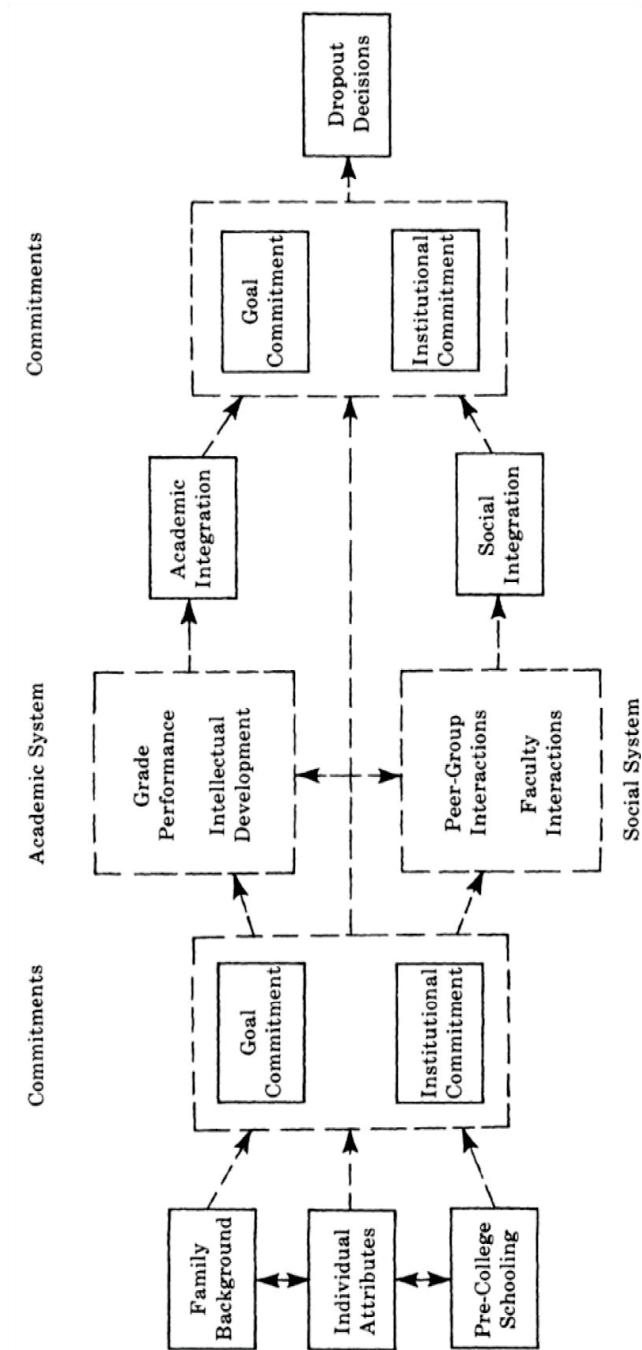 Commitments
Academic System
Commitments
Family
Background
Individual
Attributes
Pre-College
Schooling
Goal
Commitment
Institutional
Commitment
Grade
Performance
Intellectual
Development
Peer-Group
Interactions
Faculty
Interactions
Social System
Academic
Integration
Social
Integration
Goal
Commitment
Institutional
Commitment
Dropout
Decisions